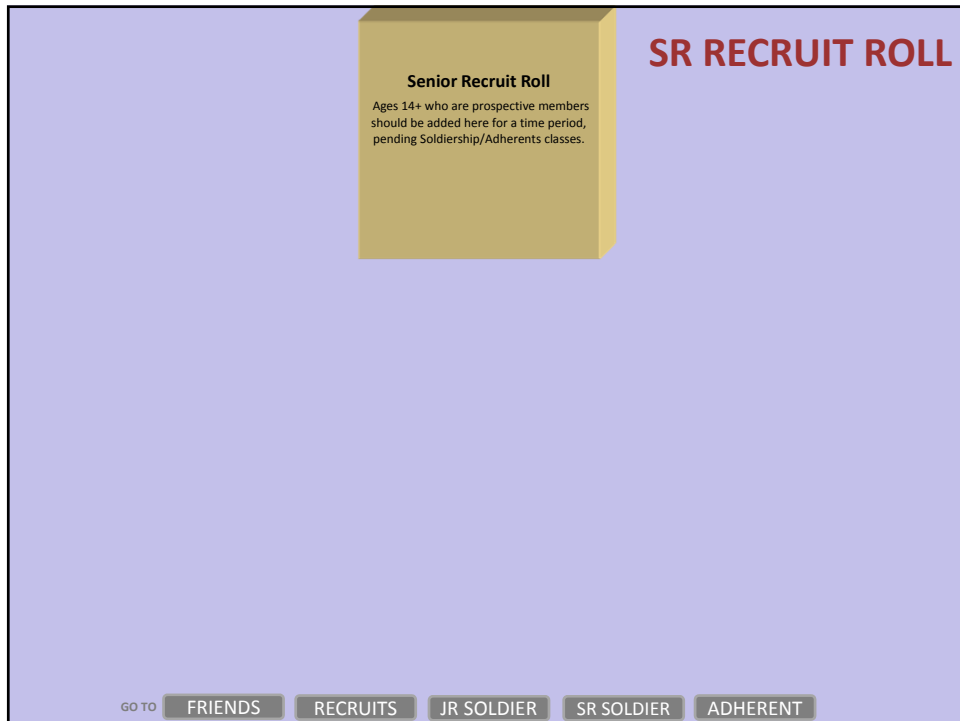 SR RECRUIT ROLL
Senior Recruit Roll
Ages 14+ who are prospective members
should be added here for a time period,
pending Soldiership/Adherents classes.
GO TO FRIENDS RECRUITS JR SOLDIER SR SOLDIER ADHERENT